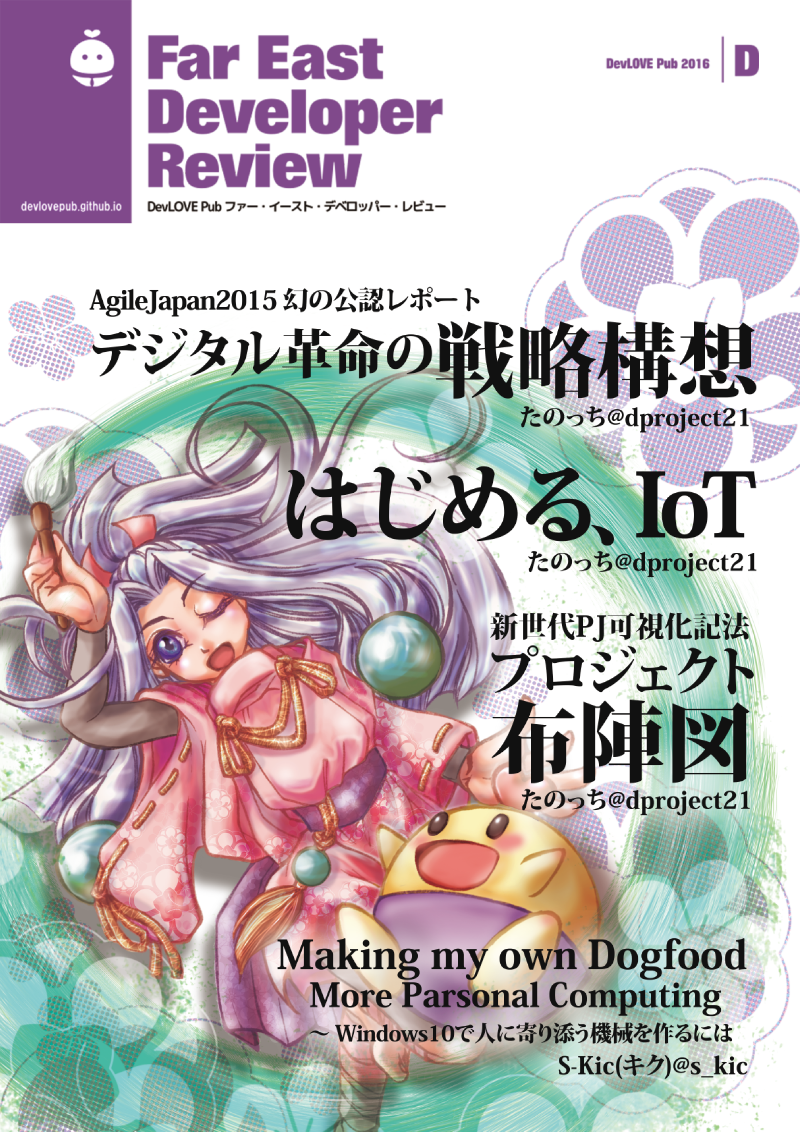 Far East
Developer
Review
DevLOVE Pub 2016 D
devlovepub.github.io
DevLOVE Pub ファー・イースト・デベロッパー・レビュー
AgileJapan2015 幻の公認レポート
デジタル革命の戦略構想
たのっち@dproject21
はじめる、IoT
たのっち@dproject21
新世代PJ可視化記法
プロジェクト
布陣図
たのっち@dproject21
Making my own Dogfood
More Parsonal Computing
〜 Windows10で人に寄り添う機械を作るには
S-Kic(キク)@s_kic